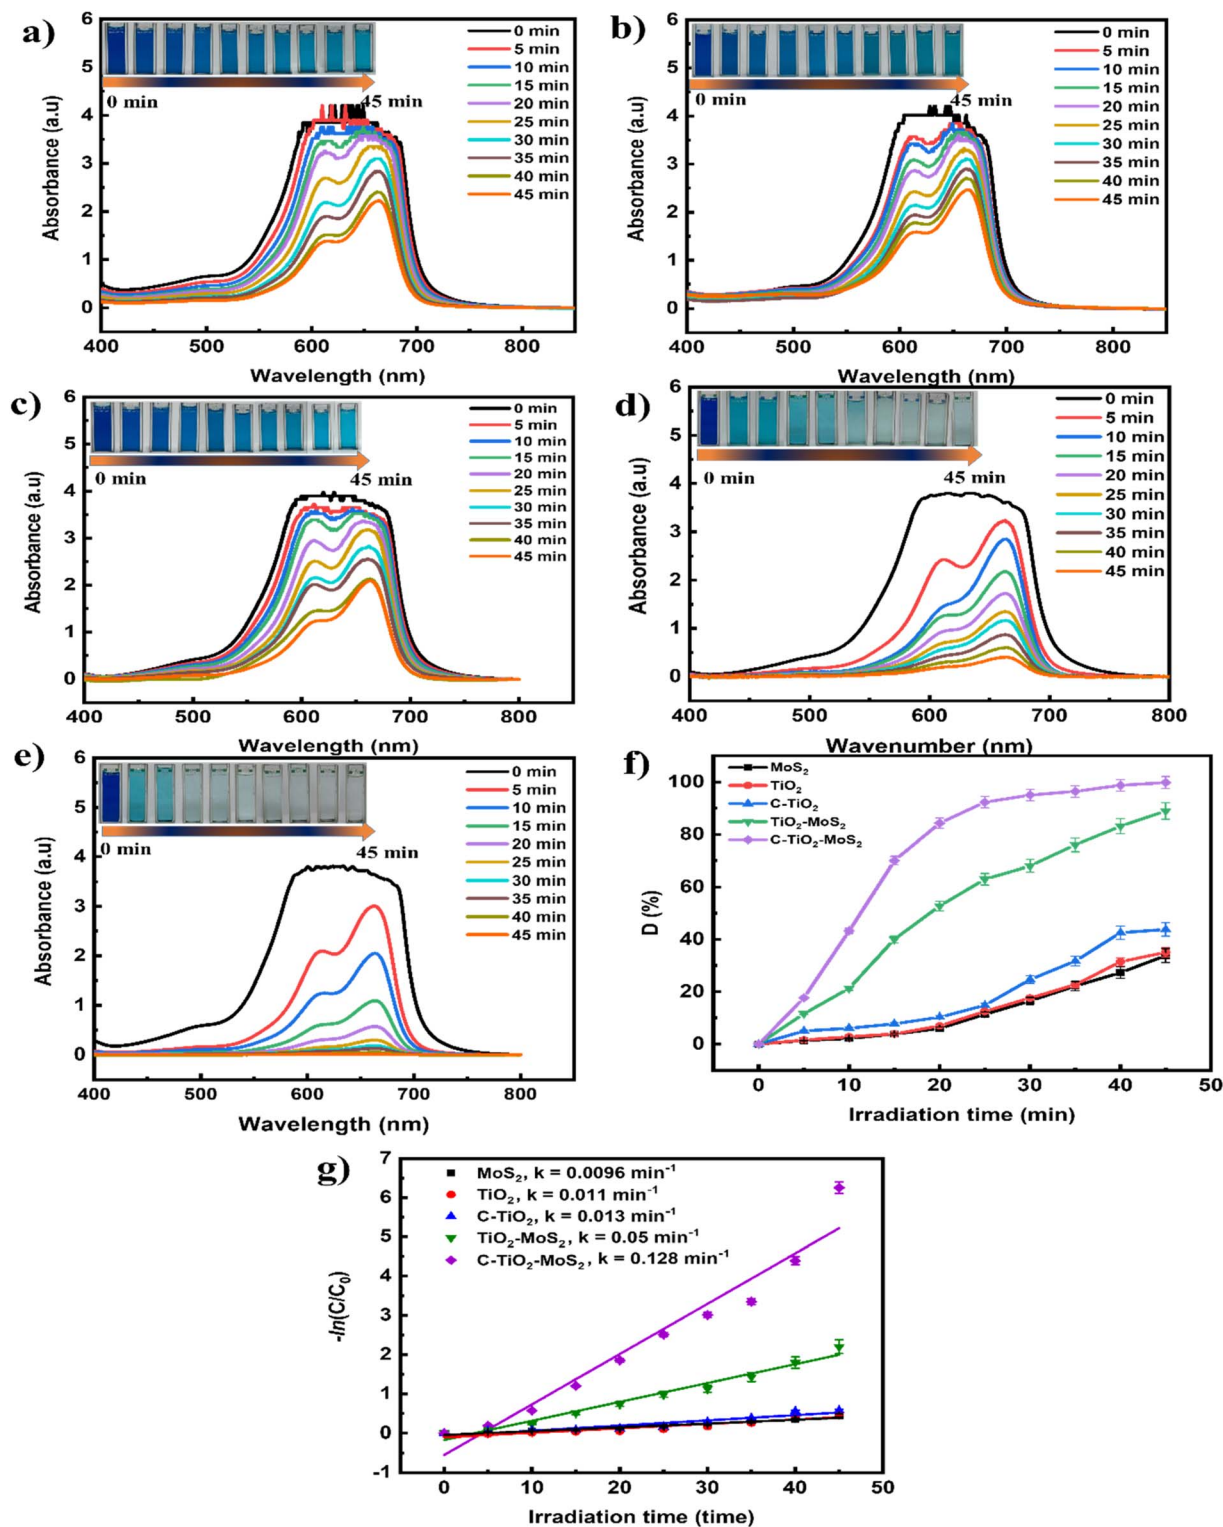 a)
6
5
4
3
2
1
0
Absorbance (a.u)
0 min
45 min
0 min
5 min
10 min
15 min
20 min
25 min
30 min
35 min
40 min
45 min
400 500 600 700 800
Wavelength (nm)
b)
6
5
4
3
2
1
0
Absorbance (a.u)
0 min
45 min
0 min
5 min
10 min
15 min
20 min
25 min
30 min
35 min
40 min
45 min
400 500 600 700 800
Wavelength (nm)
c)
6
5
4
3
2
1
0
Absorbance (a.u)
0 min
45 min
0 min
5 min
10 min
15 min
20 min
25 min
30 min
35 min
40 min
45 min
400 500 600 700 800
Wavelength (nm)
d)
6
5
4
3
2
1
0
Absorbance (a.u)
0 min
45 min
0 min
5 min
10 min
15 min
20 min
25 min
30 min
35 min
40 min
45 min
400 500 600 700 800
Wavenumber (nm)
e)
6
5
4
3
2
1
0
Absorbance (a.u)
0 min
45 min
0 min
5 min
10 min
15 min
20 min
25 min
30 min
35 min
40 min
45 min
400 500 600 700 800
Wavelength (nm)
f)
100
80
60
40
20
0
D (%)
MoS₂
TiO₂
C-TiO₂
TiO₂-MoS₂
C-TiO₂-MoS₂
0 10 20 30 40 50
Irradiation time (min)
g)
7
6
5
4
3
2
1
0
-1
-ln(C/C₀)
MoS₂, k = 0.0096 min⁻¹
TiO₂, k = 0.011 min⁻¹
C-TiO₂, k = 0.013 min⁻¹
TiO₂-MoS₂, k = 0.05 min⁻¹
C-TiO₂-MoS₂, k = 0.128 min⁻¹
0 10 20 30 40 50
Irradiation time (time)